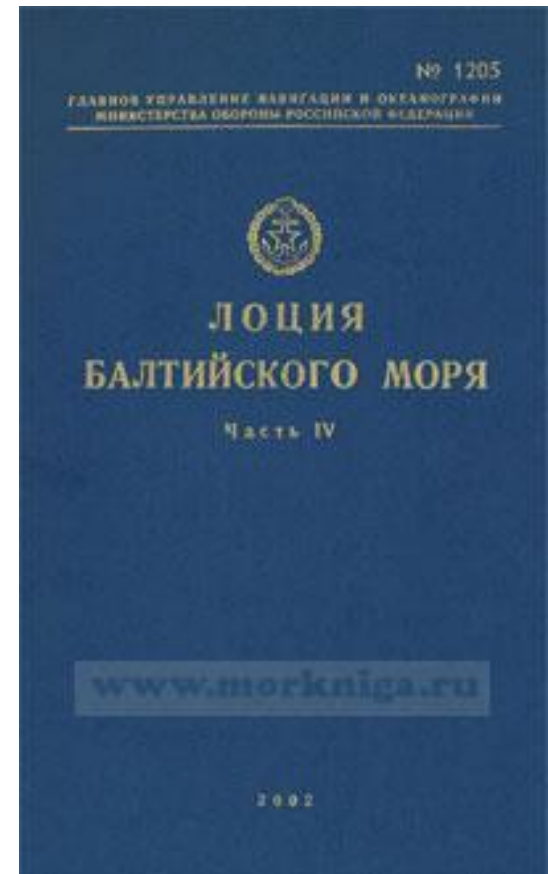 № 1205
ГЛАВНОЕ УПРАВЛЕНИЕ НАВИГАЦИИ И ОКЕАНОГРАФИИ
МИНИСТЕРСТВА ОБОРОНЫ РОССИЙСКОЙ ФЕДЕРАЦИИ
ЛОЦИЯ
БАЛТИЙСКОГО МОРЯ
Часть IV
www.morkniga.ru
2002